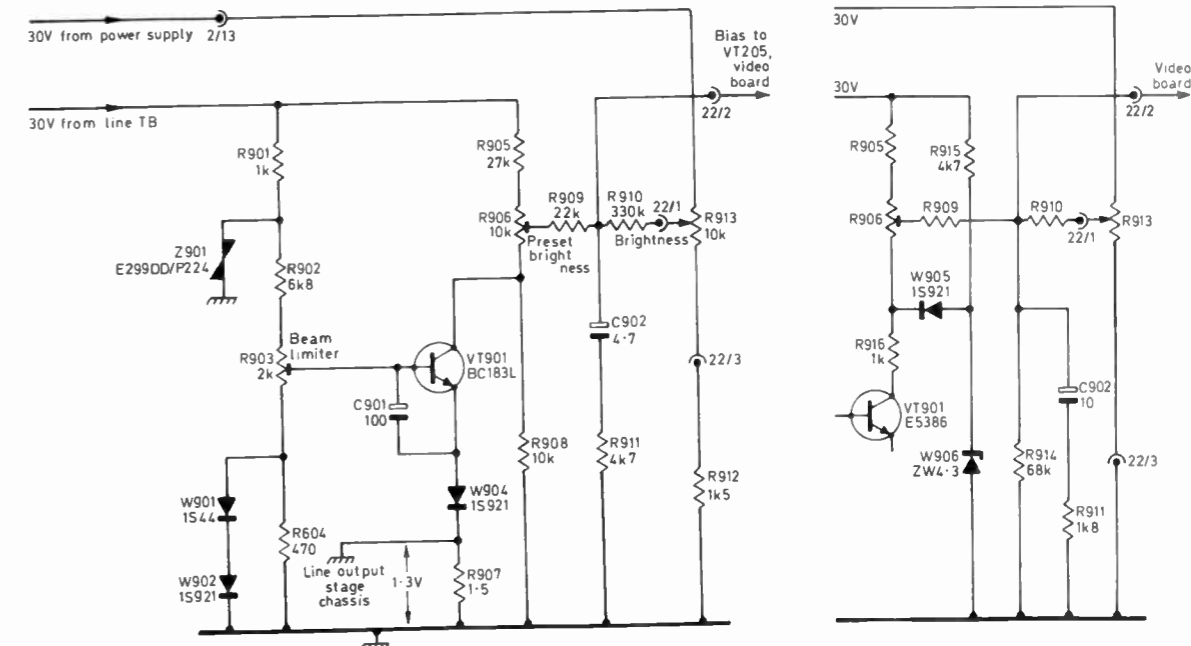 30V from power supply
2/13
30V from line TB
R901
1k
Z901
E299DD/P224
R902
6k8
R903
2k
Beam
limiter
C901
100
VT901
BC183L
W901
1S44
W902
1S921
R604
470
Line output
stage
chassis
1·3V
W904
1S921
R907
1·5
R905
27k
R906
10k
Preset
bright
ness
R908
10k
R909
22k
R910
330k
22/1
Brightness
R913
10k
C902
4·7
R911
4k7
22/3
R912
1k5
Bias to
VT205,
video
board
22/2
30V
30V
R905
R915
4k7
R906
R909
R910
22/1
R913
W905
1S921
R916
1k
VT901
E5386
W906
ZW4·3
R914
68k
C902
10
R911
1k8
22/3
Video
board
22/2